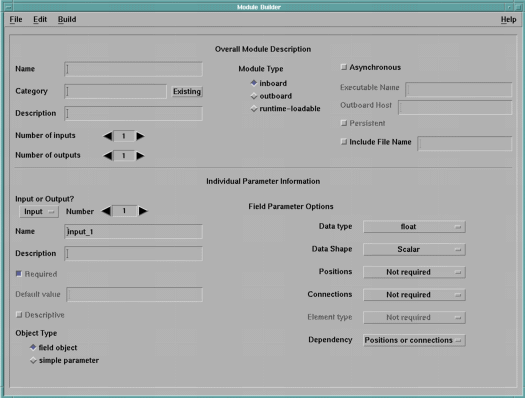 Module Builder
File Edit Build Help
Overall Module Description
Name
Category Existing
Description
Number of inputs 1
Number of outputs 1
Module Type
inboard
outboard
runtime-loadable
Asynchronous
Executable Name
Outboard Host
Persistent
Include File Name
Individual Parameter Information
Input or Output?
Input Number 1
Name input_1
Description
Required
Default value
Descriptive
Object Type
field object
simple parameter
Field Parameter Options
Data type float
Data Shape Scalar
Positions Not required
Connections Not required
Element type Not required
Dependency Positions or connections